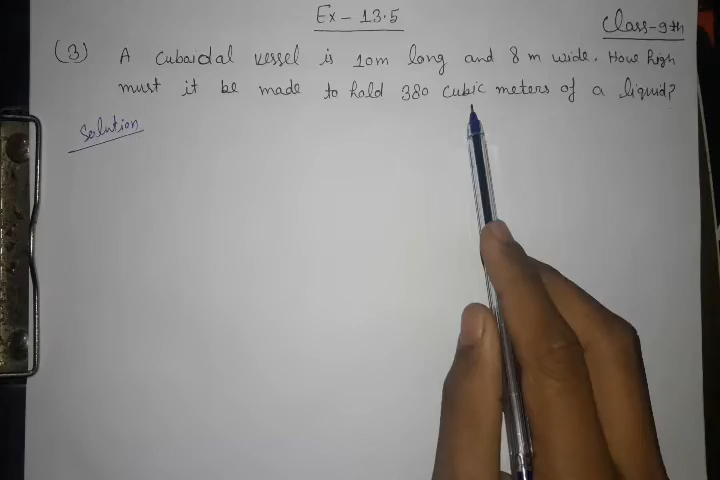 Ex - 13.5
Class-9th
(3) A cuboidal vessel is 10m long and 8 m wide. How high
must it be made to hold 380 cubic meters of a liquid?
Solution